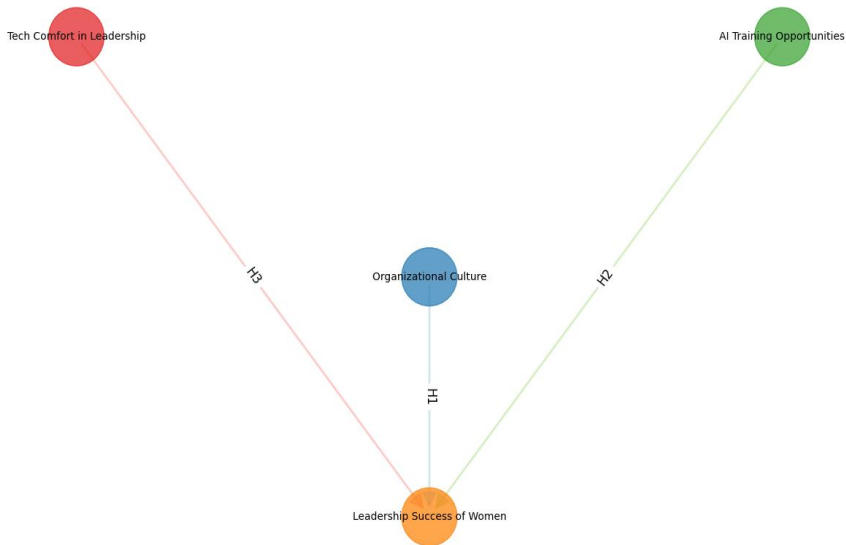 Tech Comfort in Leadership
AI Training Opportunities
H3
Organizational Culture
H2
H1
Leadership Success of Women